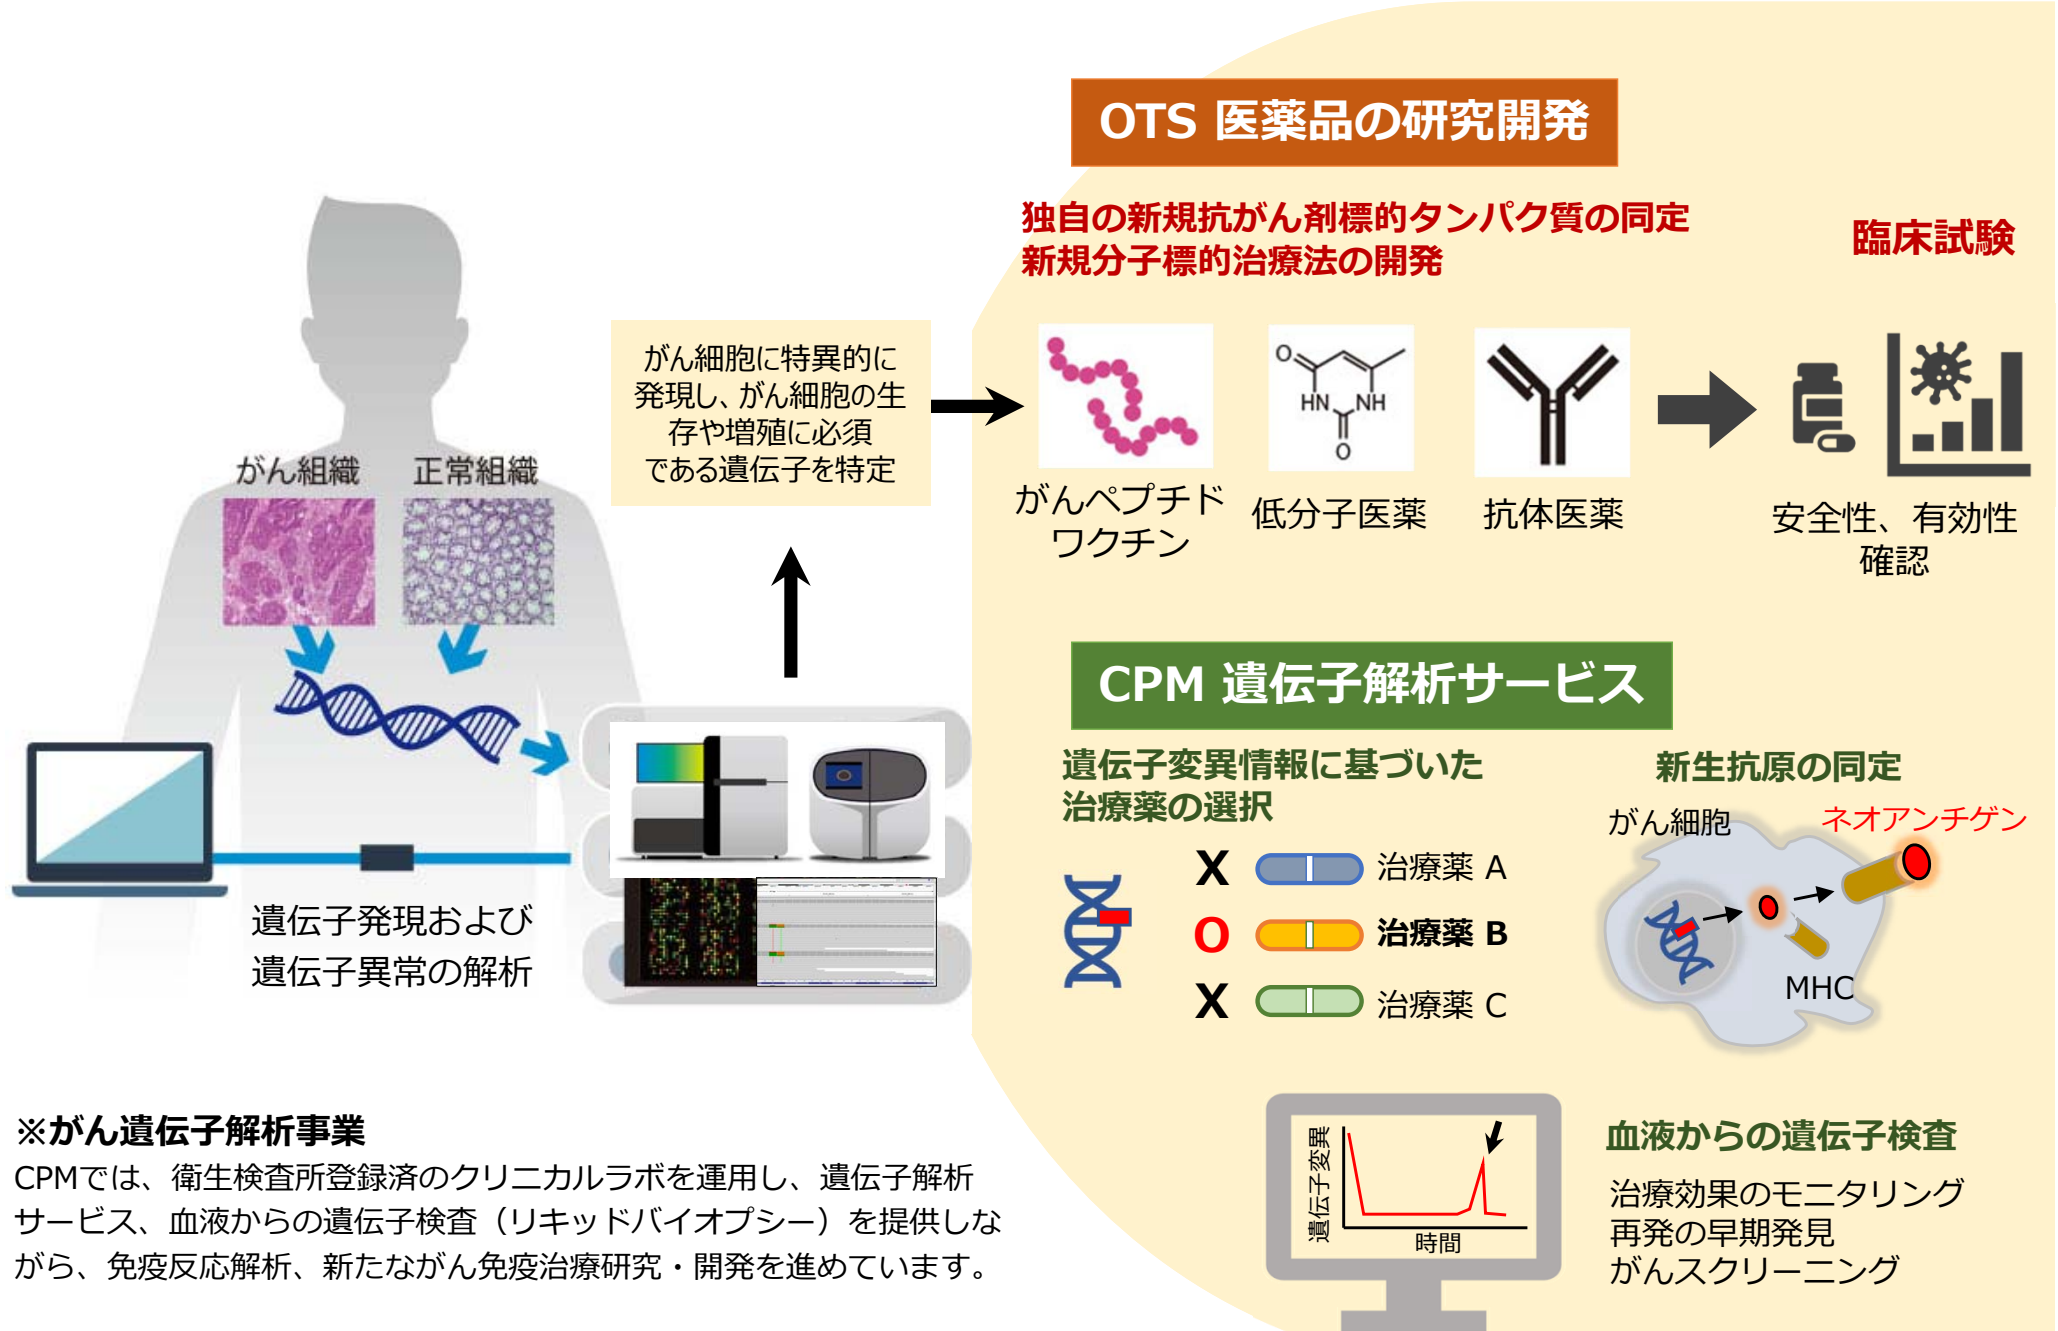 OTS 医薬品の研究開発
独自の新規抗がん剤標的タンパク質の同定
新規分子標的治療法の開発
臨床試験
がん細胞に特異的に
発現し、がん細胞の生
存や増殖に必須
である遺伝子を特定
がん組織
正常組織
O
HN
NH
O
がんペプチド
ワクチン
低分子医薬
抗体医薬
安全性、有効性
確認
CPM 遺伝子解析サービス
遺伝子変異情報に基づいた
治療薬の選択
X 治療薬 A
O 治療薬 B
X 治療薬 C
新生抗原の同定
がん細胞
ネオアンチゲン
MHC
遺伝子発現および
遺伝子異常の解析
※がん遺伝子解析事業
CPMでは、衛生検査所登録済のクリニカルラボを運用し、遺伝子解析
サービス、血液からの遺伝子検査（リキッドバイオプシー）を提供しな
がら、免疫反応解析、新たながん免疫治療研究・開発を進めています。
遺伝子変異
時間
血液からの遺伝子検査
治療効果のモニタリング
再発の早期発見
がんスクリーニング